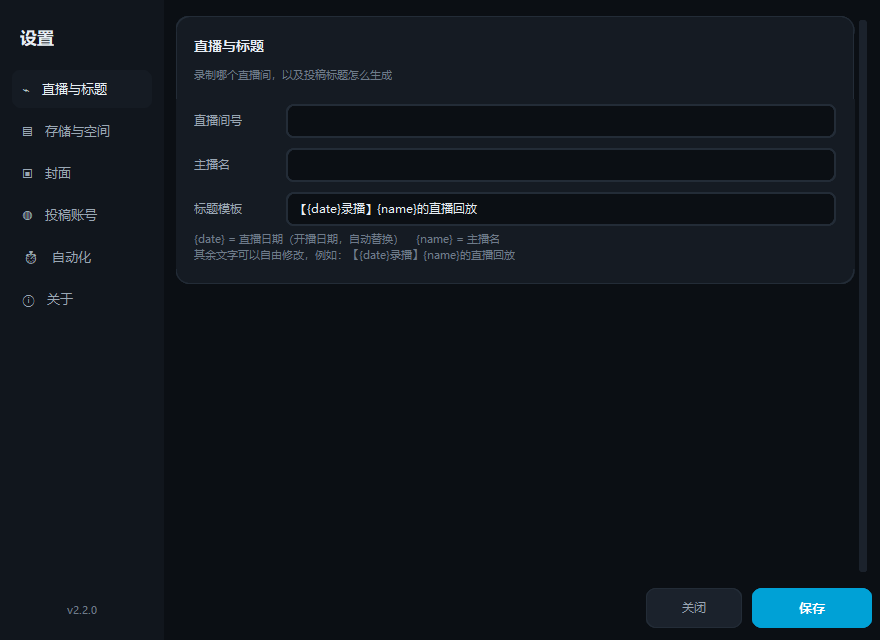 设置
直播与标题
存储与空间
封面
投稿账号
自动化
关于
v2.2.0
直播与标题
录制哪个直播间，以及投稿标题怎么生成
直播间号
主播名
标题模板
【{date}录播】{name}的直播回放
{date} = 直播日期（开播日期，自动替换） {name} = 主播名
其余文字可以自由修改，例如：【{date}录播】{name}的直播回放
关闭
保存